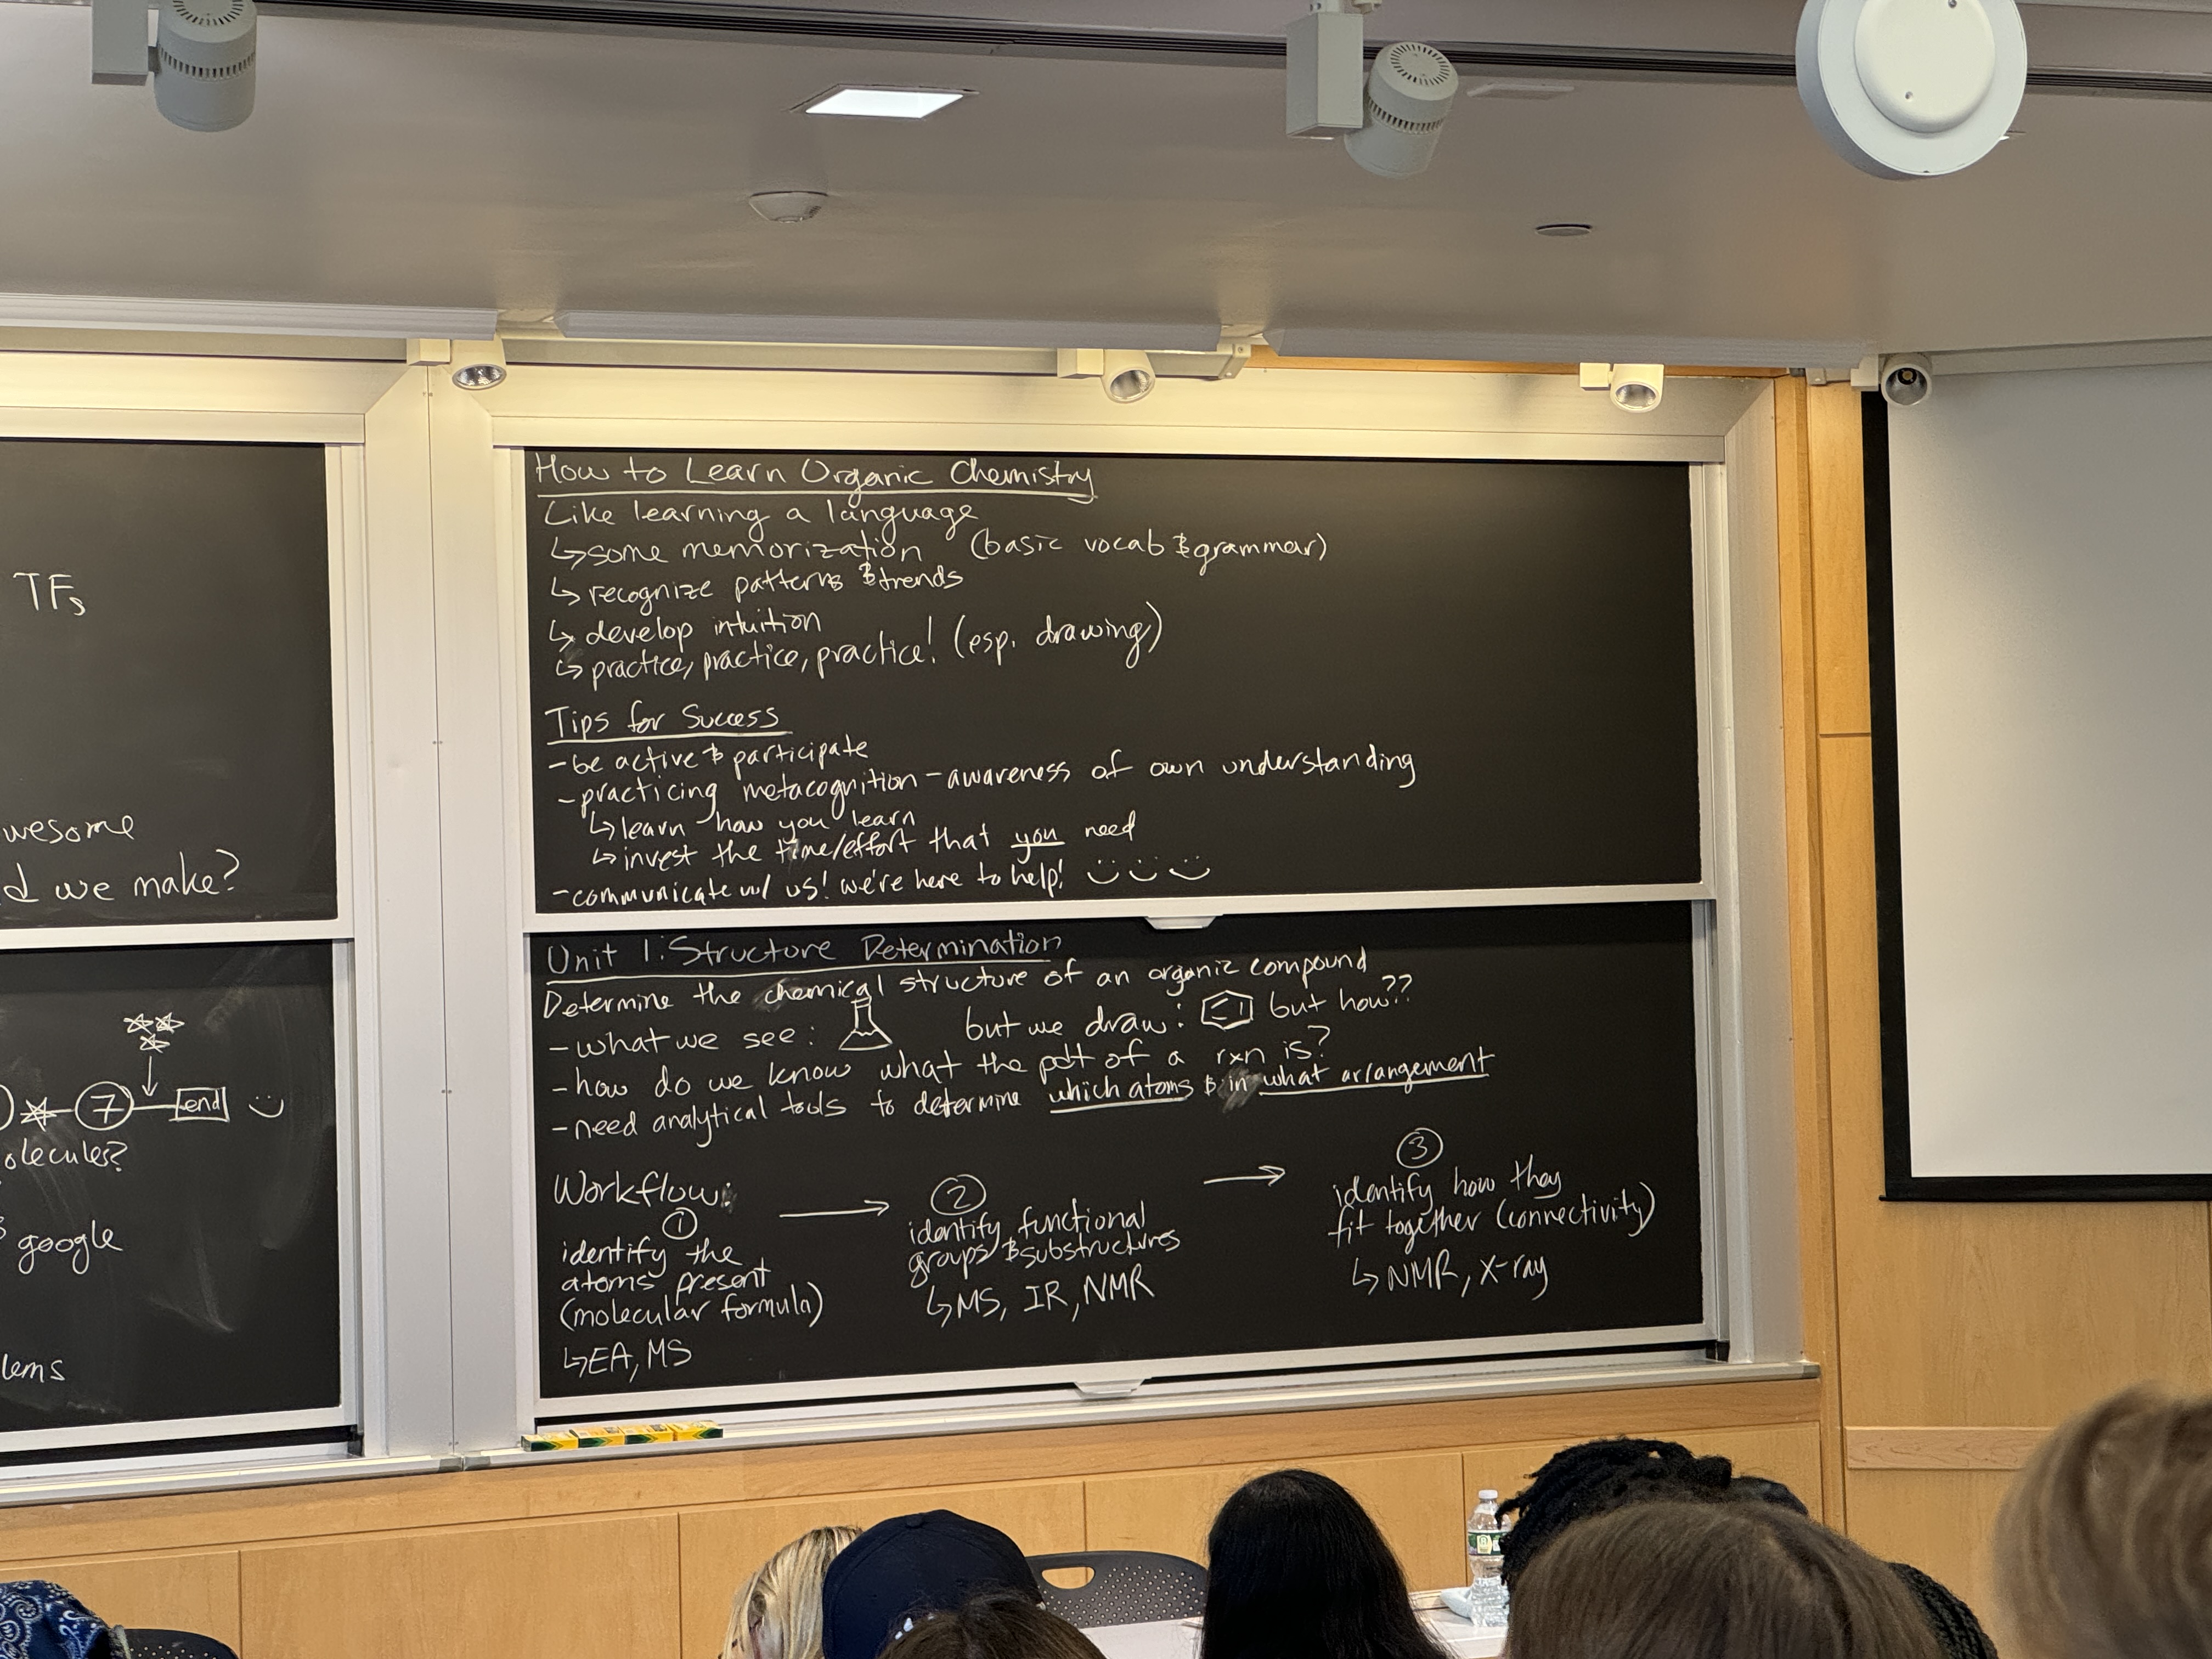 TFs
wesome
d we make?
7 end
olecules?
google
lems
How to Learn Organic Chemistry
Like learning a language
↳ some memorization (basic vocab & grammar)
↳ recognize patterns & trends
↳ develop intuition
↳ practice, practice, practice! (esp. drawing)
Tips for Success
- be active & participate
- practicing metacognition - awareness of own understanding
↳ learn how you learn
↳ invest the time/effort that you need
- communicate w/ us! we're here to help!
Unit 1: Structure Determination
Determine the chemical structure of an organic compound
- what we see: but we draw: but how??
- how do we know what the pdt of a rxn is?
- need analytical tools to determine which atoms & in what arrangement
Workflow:
①
identify the
atoms present
(molecular formula)
↳ EA, MS
②
identify functional
groups & substructures
↳ MS, IR, NMR
③
identify how they
fit together (connectivity)
↳ NMR, X-ray